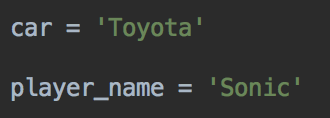 car = 'Toyota'
player_name = 'Sonic'